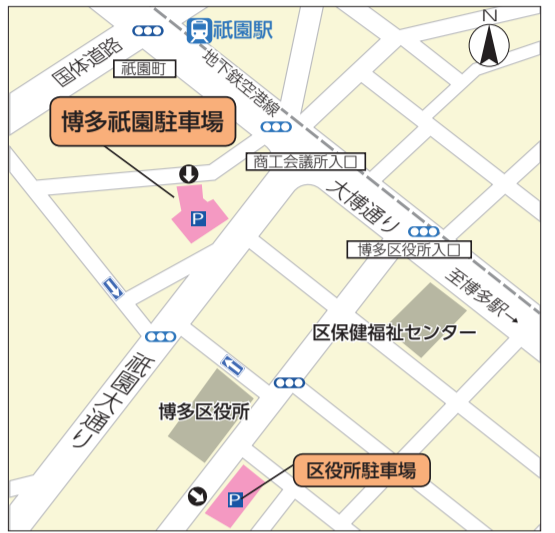 N
祇園駅
国体道路
祇園町
地下鉄空港線
博多祇園駐車場
商工会議所入口
大博通り
P
博多区役所入口
至博多駅→
区保健福祉センター
祇園大通り
博多区役所
区役所駐車場
P